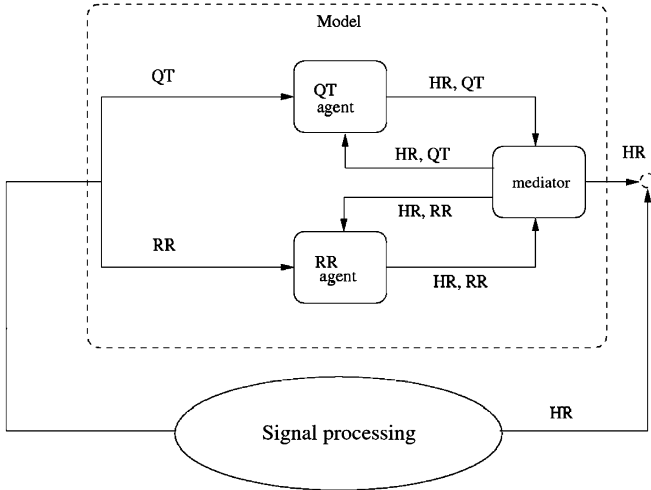 Model
QT
QT
agent
HR, QT
HR, QT
HR
mediator
HR, RR
RR
RR
agent
HR, RR
HR
Signal processing